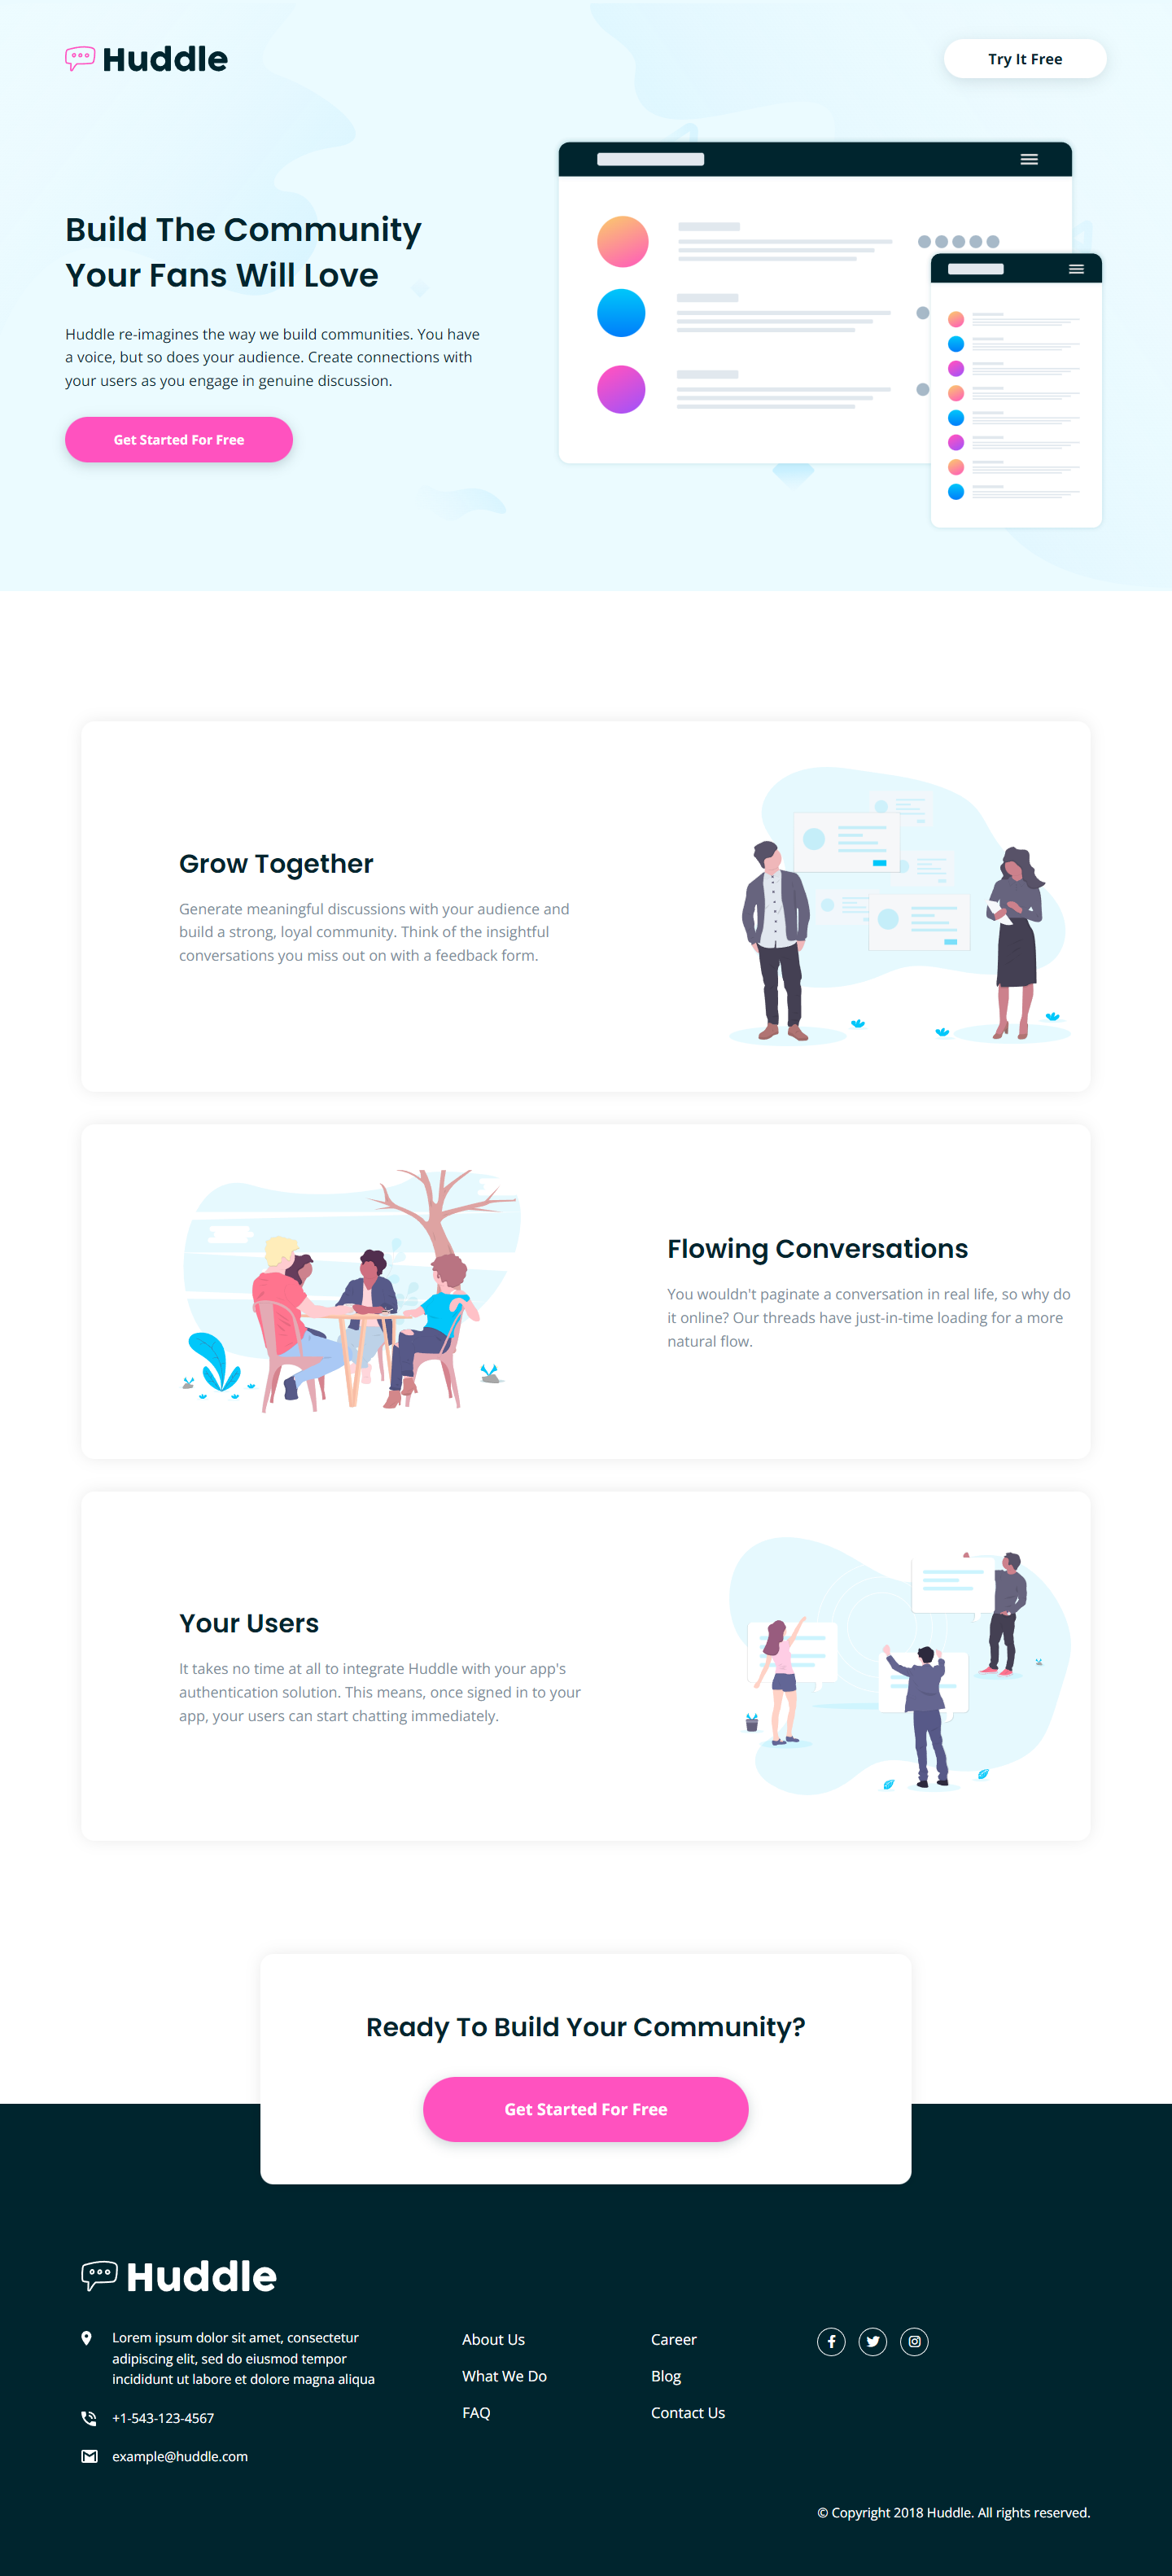 Huddle
Try It Free
Build The Community
Your Fans Will Love
Huddle re-imagines the way we build communities. You have
a voice, but so does your audience. Create connections with
your users as you engage in genuine discussion.
Get Started For Free
Grow Together
Generate meaningful discussions with your audience and
build a strong, loyal community. Think of the insightful
conversations you miss out on with a feedback form.
Flowing Conversations
You wouldn't paginate a conversation in real life, so why do
it online? Our threads have just-in-time loading for a more
natural flow.
Your Users
It takes no time at all to integrate Huddle with your app's
authentication solution. This means, once signed in to your
app, your users can start chatting immediately.
Ready To Build Your Community?
Get Started For Free
Huddle
Lorem ipsum dolor sit amet, consectetur
adipiscing elit, sed do eiusmod tempor
incididunt ut labore et dolore magna aliqua
+1-543-123-4567
example@huddle.com
About Us
What We Do
FAQ
Career
Blog
Contact Us
© Copyright 2018 Huddle. All rights reserved.